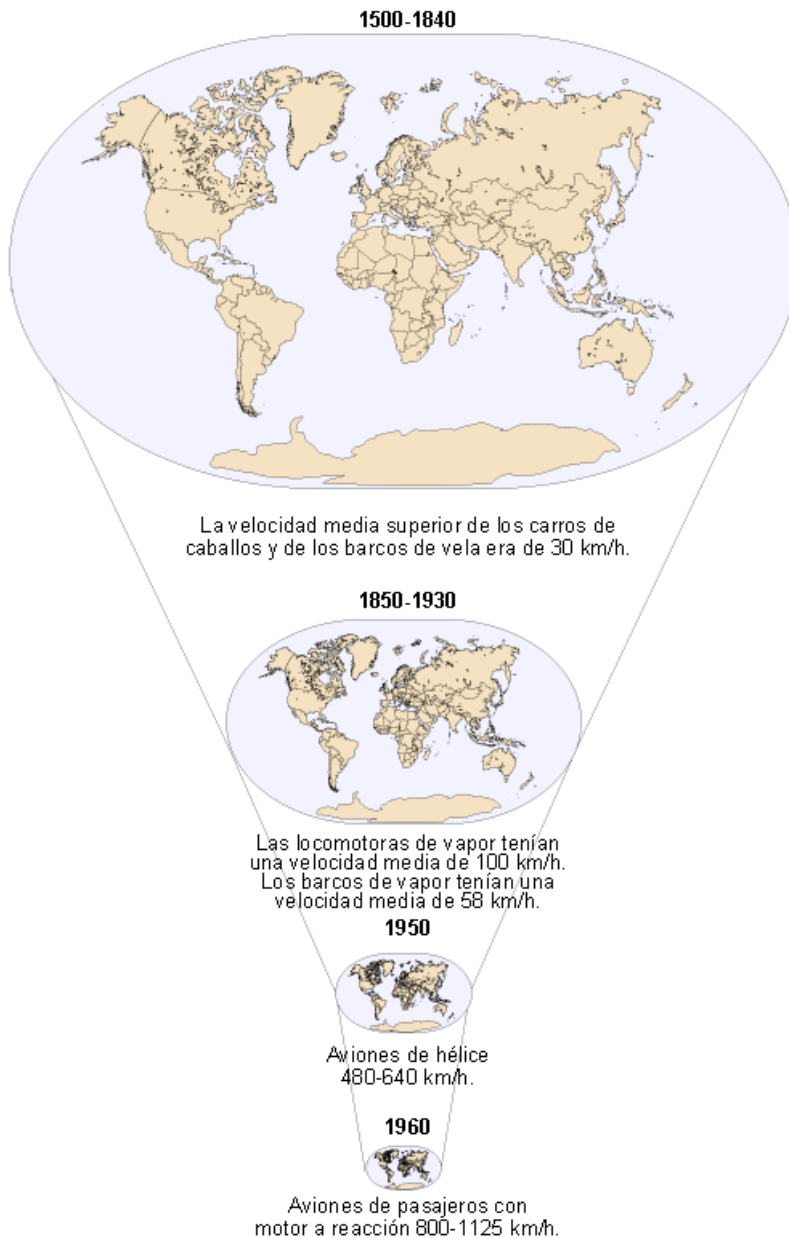 1500-1840
La velocidad media superior de los carros de
caballos y de los barcos de vela era de 30 km/h.
1850-1930
Las locomotoras de vapor tenían
una velocidad media de 100 km/h.
Los barcos de vapor tenían una
velocidad media de 58 km/h.
1950
Aviones de hélice
480-640 km/h.
1960
Aviones de pasajeros con
motor a reacción 800-1125 km/h.